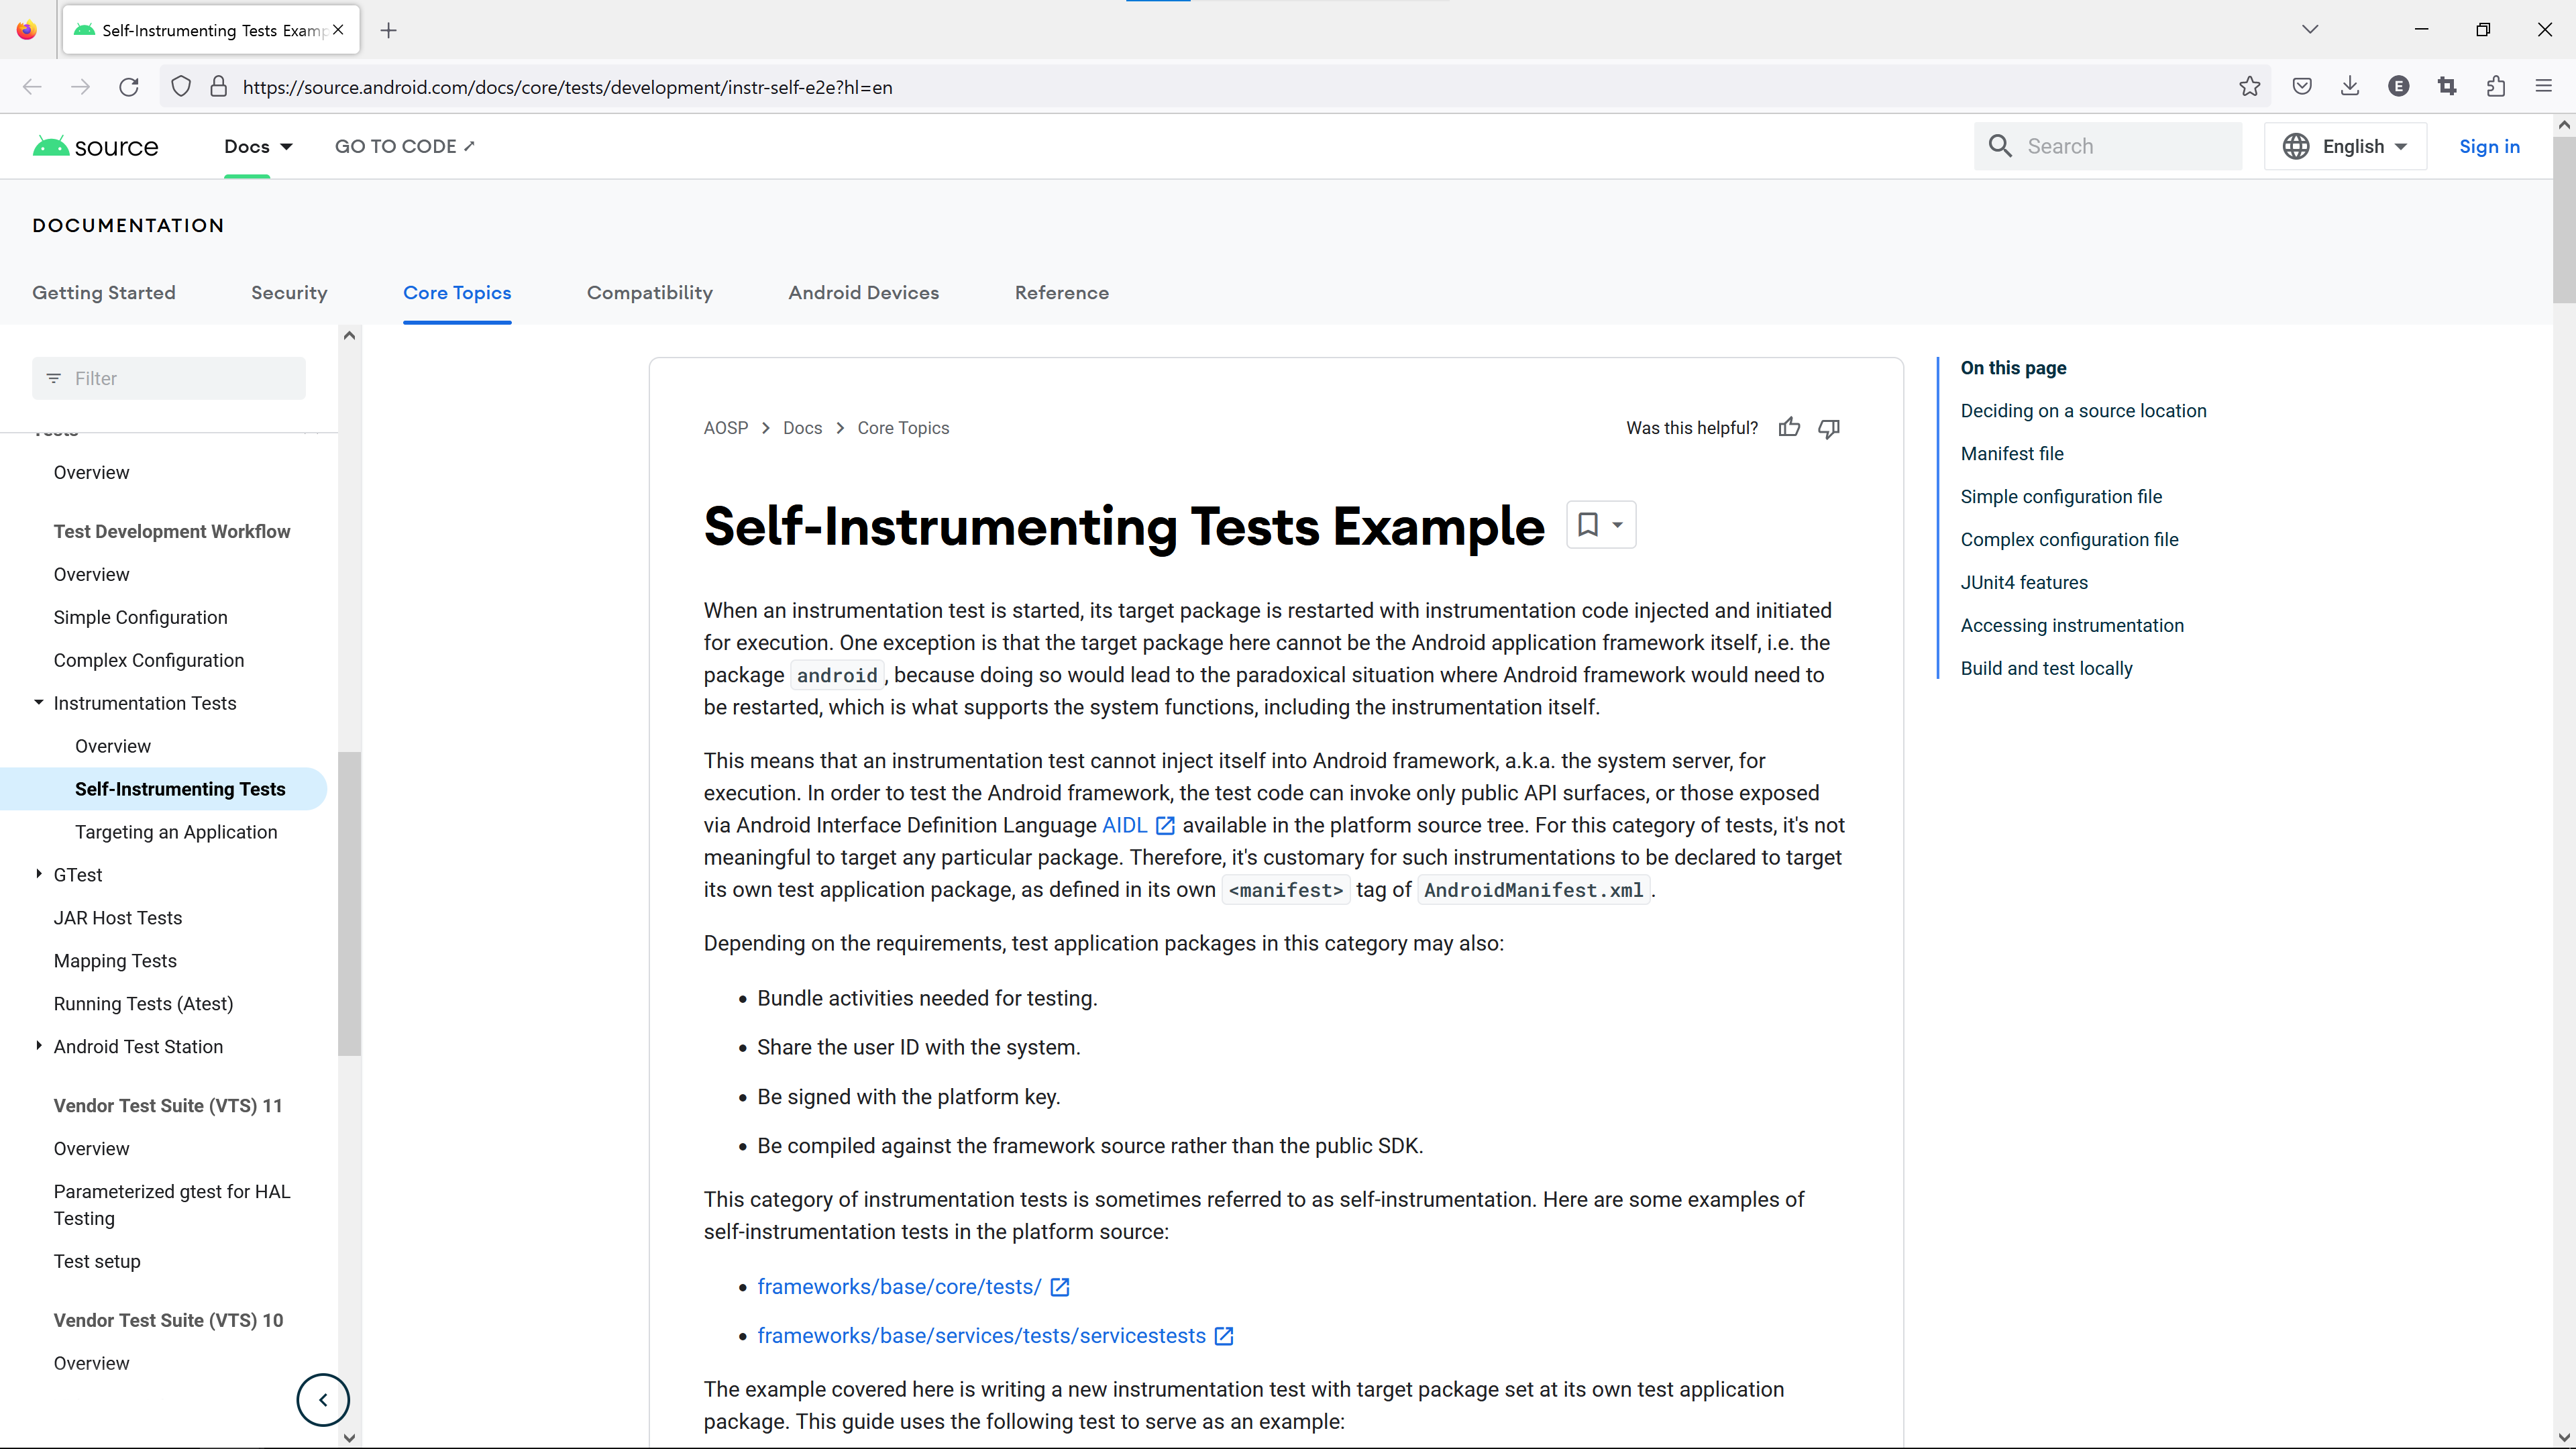 Self-Instrumenting Tests Examp
https://source.android.com/docs/core/tests/development/instr-self-e2e?hl=en
E
source
Docs
GO TO CODE ↗
Search
English
Sign in
DOCUMENTATION
Getting Started
Security
Core Topics
Compatibility
Android Devices
Reference
Filter
Tests
Overview
Test Development Workflow
Overview
Simple Configuration
Complex Configuration
Instrumentation Tests
Overview
Self-Instrumenting Tests
Targeting an Application
GTest
JAR Host Tests
Mapping Tests
Running Tests (Atest)
Android Test Station
Vendor Test Suite (VTS) 11
Overview
Parameterized gtest for HAL
Testing
Test setup
Vendor Test Suite (VTS) 10
Overview
AOSP > Docs > Core Topics
Was this helpful?
Self-Instrumenting Tests Example
When an instrumentation test is started, its target package is restarted with instrumentation code injected and initiated
for execution. One exception is that the target package here cannot be the Android application framework itself, i.e. the
package android, because doing so would lead to the paradoxical situation where Android framework would need to
be restarted, which is what supports the system functions, including the instrumentation itself.
This means that an instrumentation test cannot inject itself into Android framework, a.k.a. the system server, for
execution. In order to test the Android framework, the test code can invoke only public API surfaces, or those exposed
via Android Interface Definition Language AIDL available in the platform source tree. For this category of tests, it's not
meaningful to target any particular package. Therefore, it's customary for such instrumentations to be declared to target
its own test application package, as defined in its own <manifest> tag of AndroidManifest.xml.
Depending on the requirements, test application packages in this category may also:
• Bundle activities needed for testing.
• Share the user ID with the system.
• Be signed with the platform key.
• Be compiled against the framework source rather than the public SDK.
This category of instrumentation tests is sometimes referred to as self-instrumentation. Here are some examples of
self-instrumentation tests in the platform source:
• frameworks/base/core/tests/
• frameworks/base/services/tests/servicestests
The example covered here is writing a new instrumentation test with target package set at its own test application
package. This guide uses the following test to serve as an example:
On this page
Deciding on a source location
Manifest file
Simple configuration file
Complex configuration file
JUnit4 features
Accessing instrumentation
Build and test locally